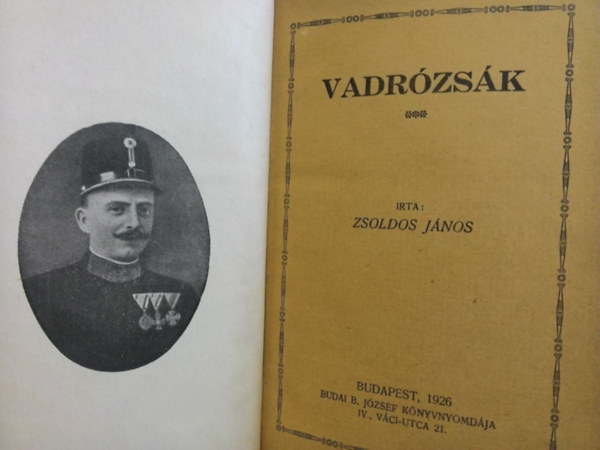 VADRÓZSÁK
IRTA:
ZSOLDOS JÁNOS
BUDAPEST, 1926
BUDAI B. JÓZSEF KÖNYVNYOMDÁJA
IV., VÁCI-UTCA 21.